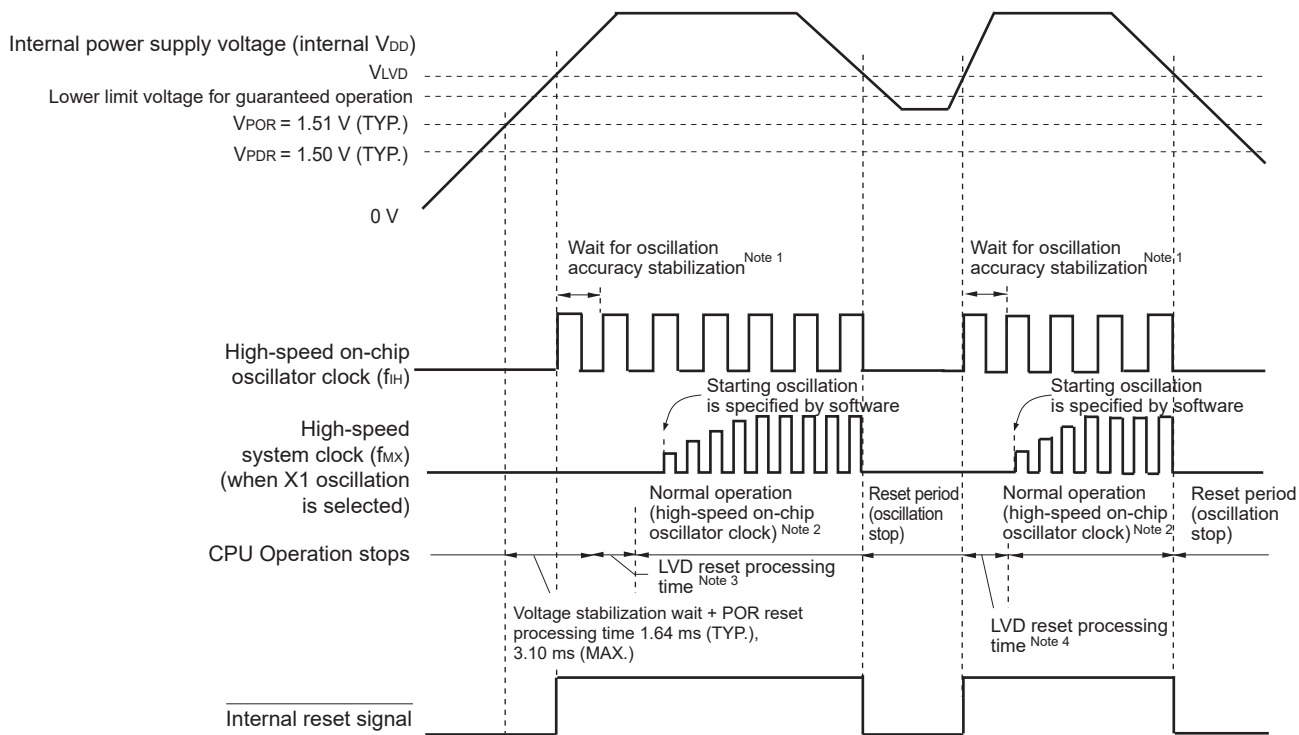 Internal power supply voltage (internal VDD)
VLVD
Lower limit voltage for guaranteed operation
VPOR = 1.51 V (TYP.)
VPDR = 1.50 V (TYP.)
0 V
Wait for oscillation
accuracy stabilization Note 1
Wait for oscillation
accuracy stabilization Note 1
High-speed on-chip
oscillator clock (fIH)
Starting oscillation
is specified by software
Starting oscillation
is specified by software
High-speed
system clock (fMX)
(when X1 oscillation
is selected)
Normal operation
(high-speed on-chip
oscillator clock) Note 2
Reset period
(oscillation
stop)
Normal operation
(high-speed on-chip
oscillator clock) Note 2
Reset period
(oscillation
stop)
CPU Operation stops
LVD reset processing
time Note 3
Voltage stabilization wait + POR reset
processing time 1.64 ms (TYP.),
3.10 ms (MAX.)
LVD reset processing
time Note 4
Internal reset signal